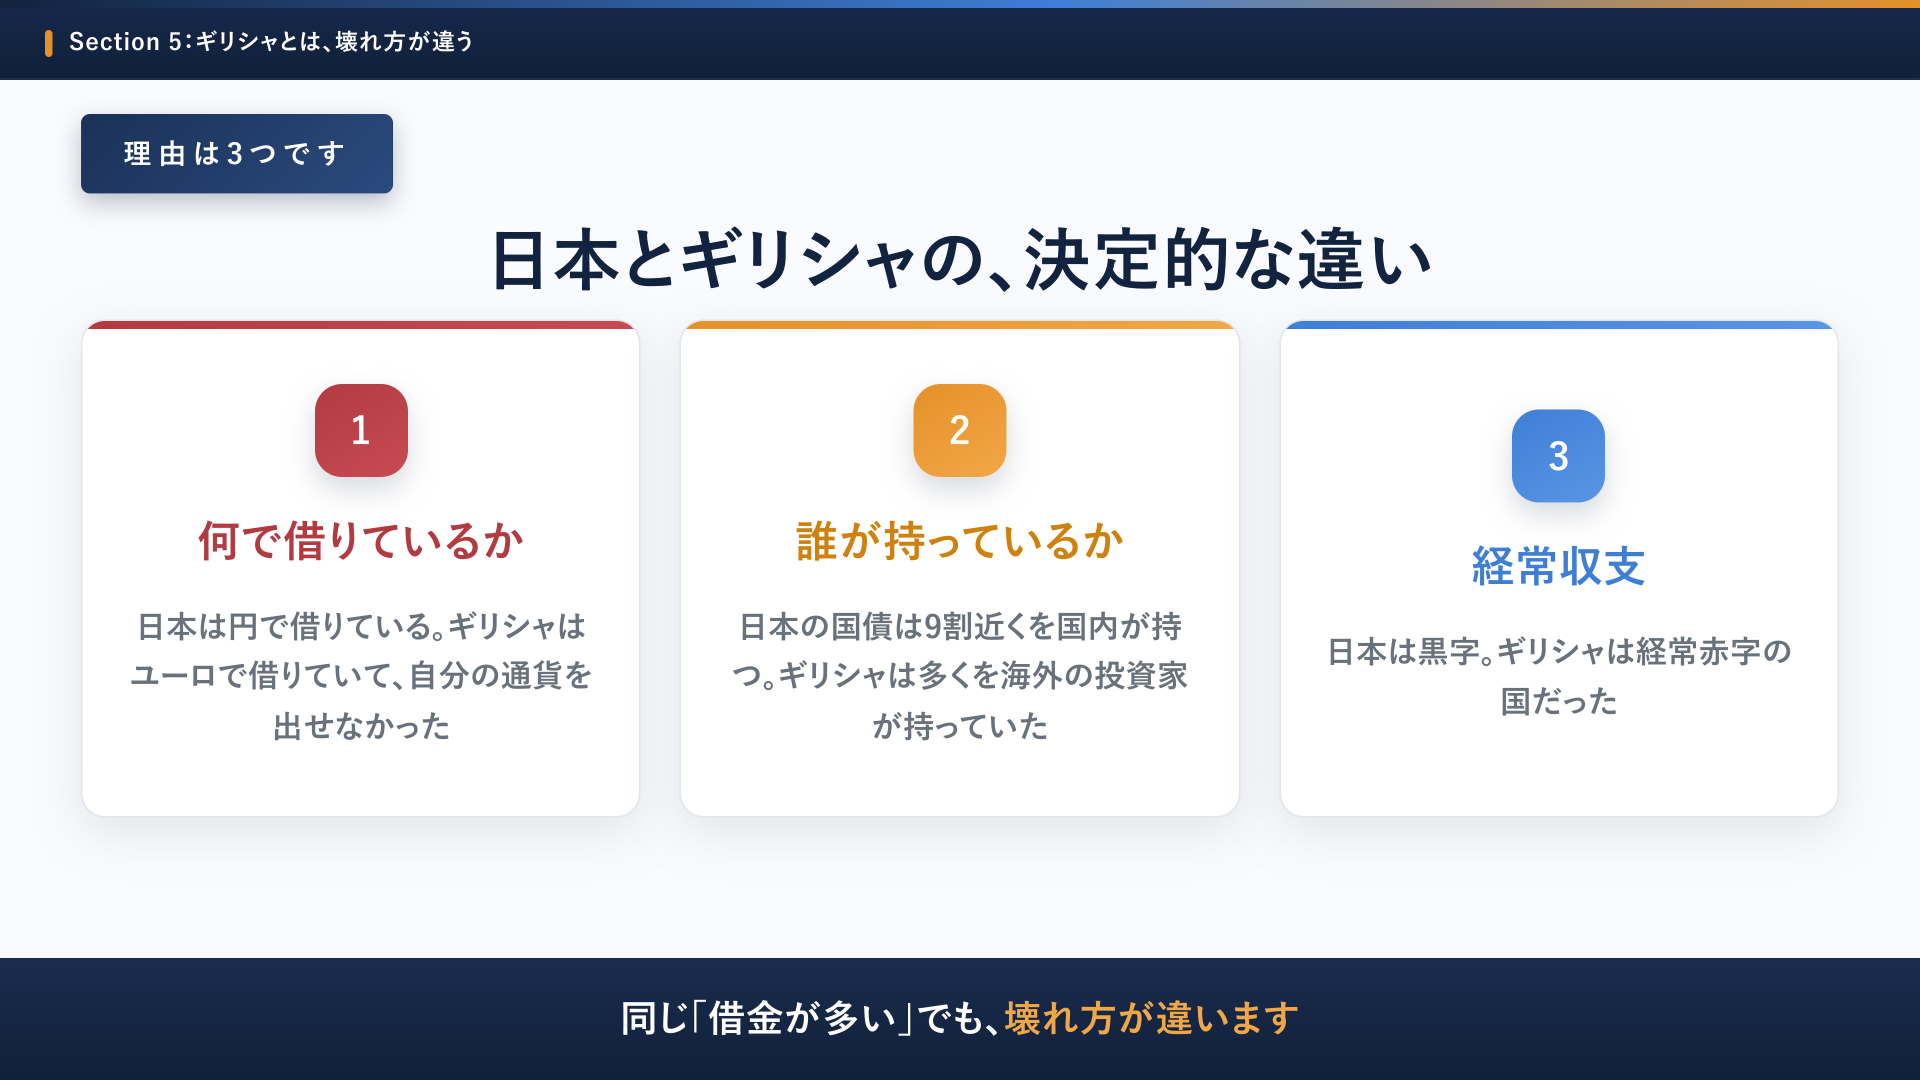 Section 5：ギリシャとは、壊れ方が違う
理由は3つです
日本とギリシャの、決定的な違い
1
何で借りているか
日本は円で借りている。ギリシャは
ユーロで借りていて、自分の通貨を
出せなかった
2
誰が持っているか
日本の国債は9割近くを国内が持
つ。ギリシャは多くを海外の投資家
が持っていた
3
経常収支
日本は黒字。ギリシャは経常赤字の
国だった
同じ「借金が多い」でも、壊れ方が違います